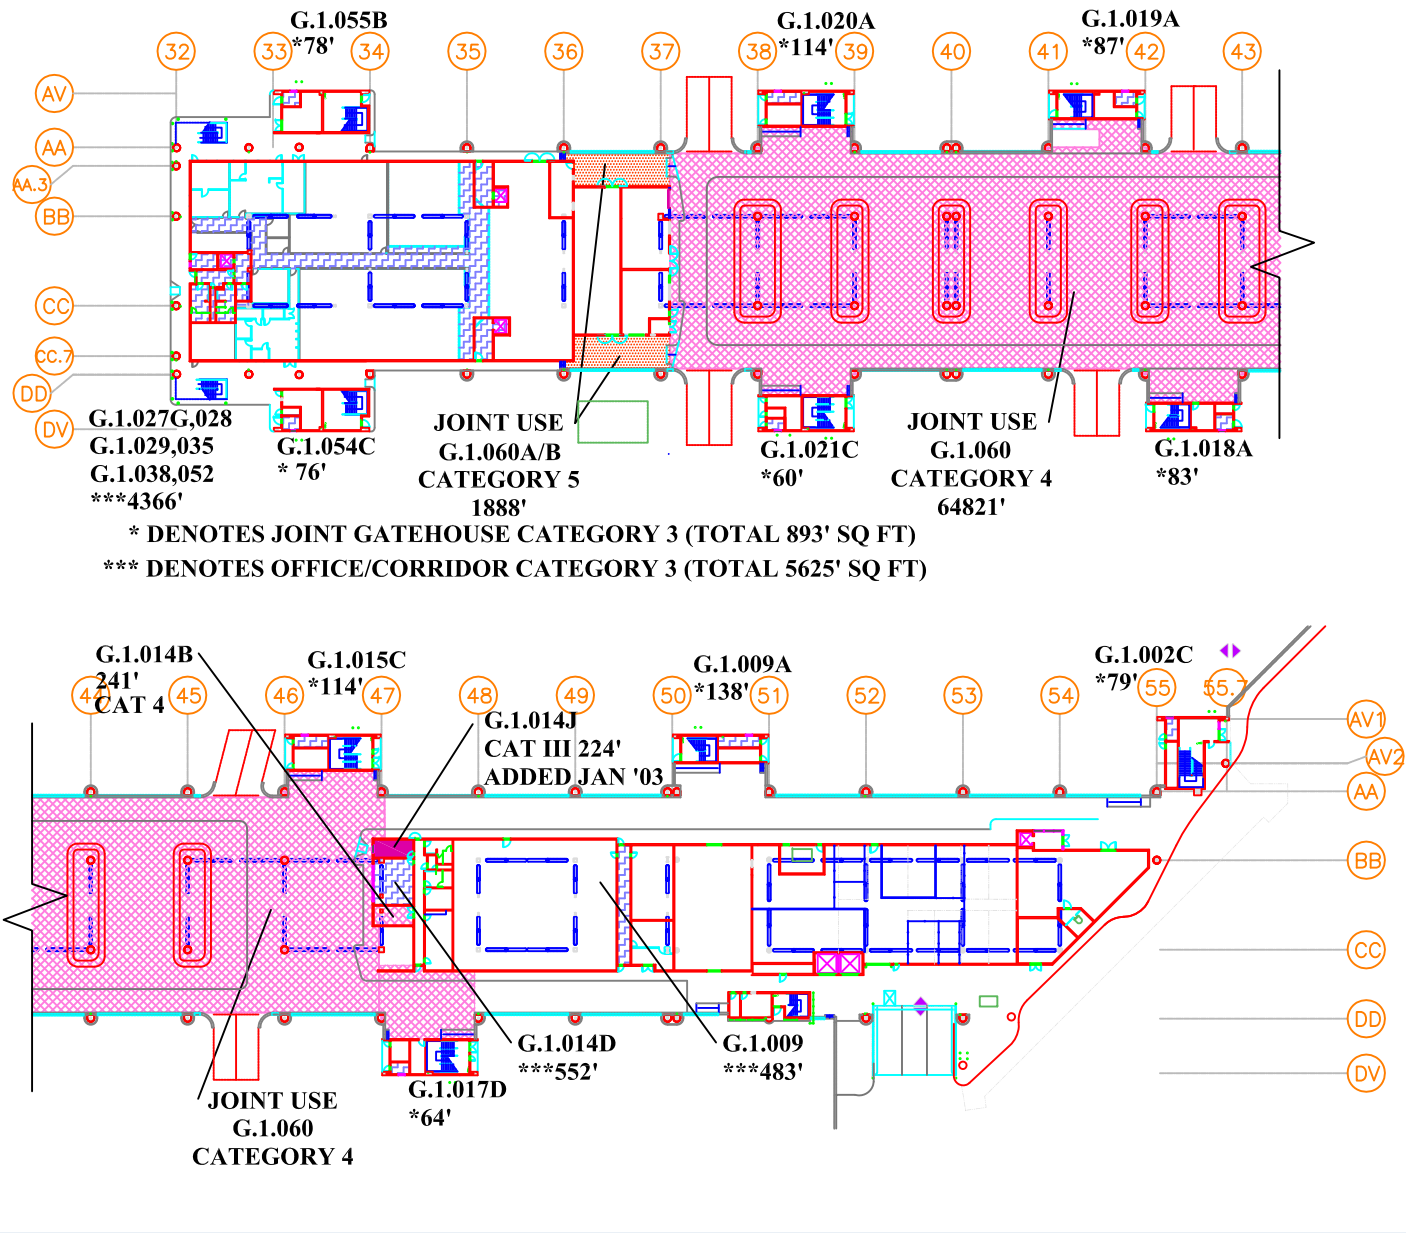 G.1.055B
*78'
G.1.020A
*114'
G.1.019A
*87'
32
33
34
35
36
37
38
39
40
41
42
43
AV
AA
AA.3
BB
CC
CC.7
DD
DV
G.1.027G,028
G.1.029,035
G.1.038,052
***4366'
G.1.054C
* 76'
JOINT USE
G.1.060A/B
CATEGORY 5
1888'
G.1.021C
*60'
JOINT USE
G.1.060
CATEGORY 4
64821'
G.1.018A
*83'
* DENOTES JOINT GATEHOUSE CATEGORY 3 (TOTAL 893' SQ FT)
*** DENOTES OFFICE/CORRIDOR CATEGORY 3 (TOTAL 5625' SQ FT)
G.1.014B
241'
CAT 4
G.1.015C
*114'
G.1.009A
*138'
G.1.002C
*79'
44
45
46
47
48
49
50
51
52
53
54
55
55.7
G.1.014J
CAT III 224'
ADDED JAN '03
AV1
AV2
AA
BB
CC
DD
DV
G.1.014D
***552'
G.1.009
***483'
G.1.017D
*64'
JOINT USE
G.1.060
CATEGORY 4